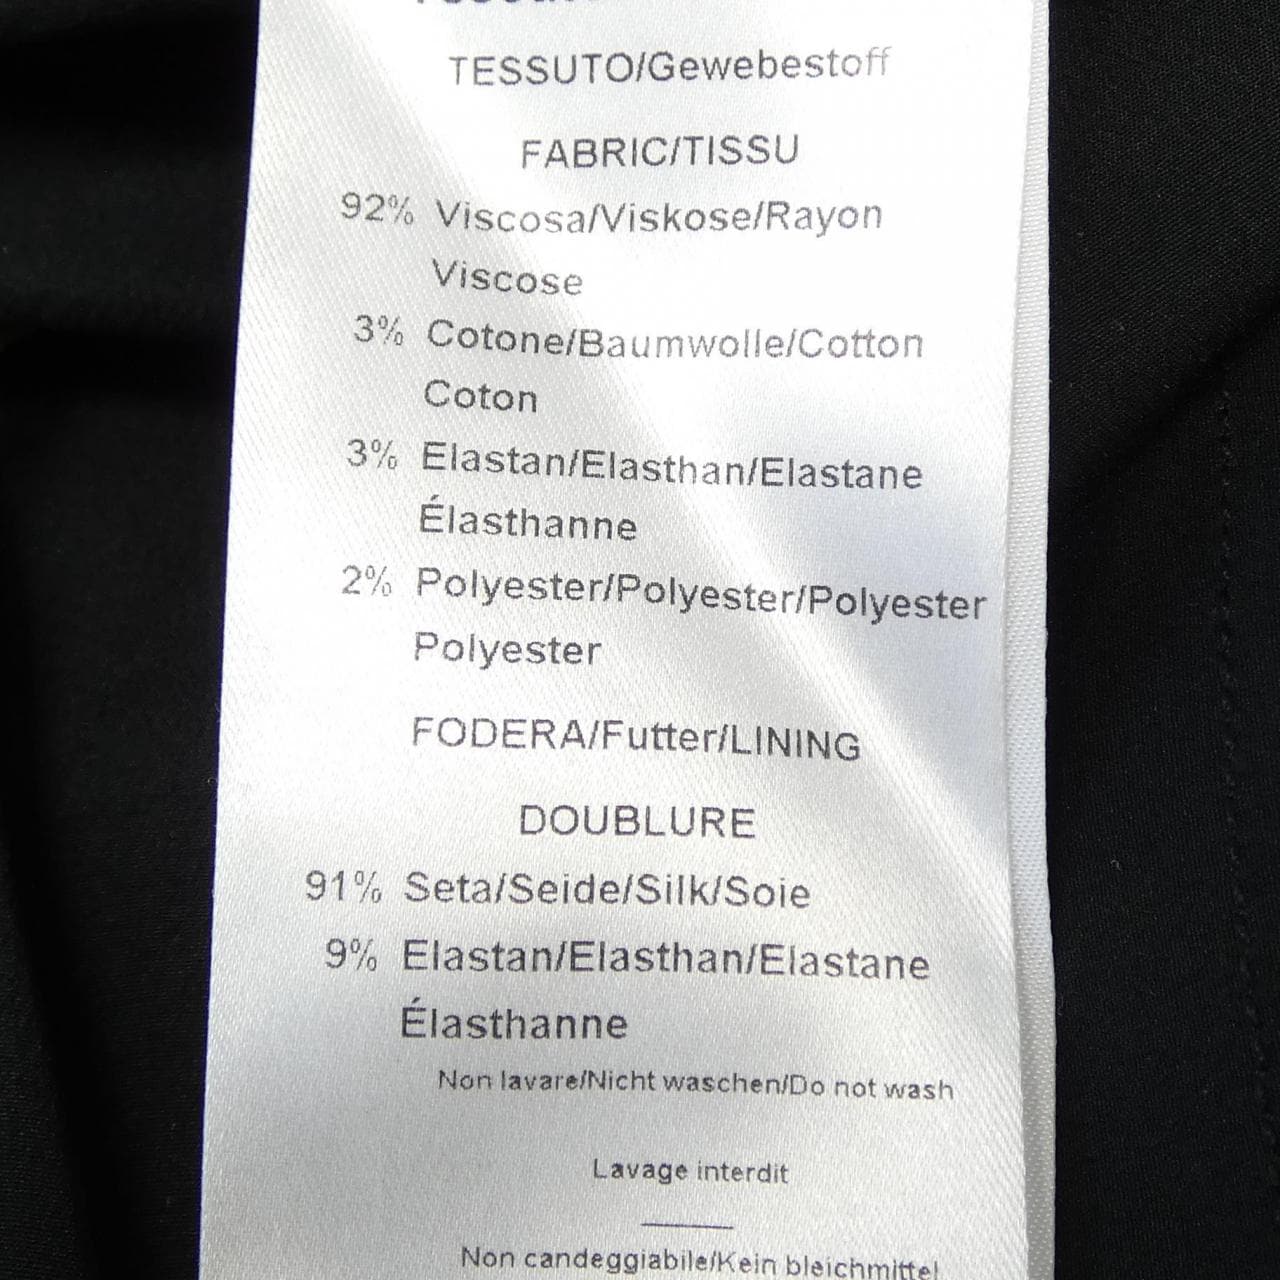 TESSUTO/Gewebestoff
FABRIC/TISSU
92% Viscosa/Viskose/Rayon
Viscose
3% Cotone/Baumwolle/Cotton
Coton
3% Elastan/Elasthan/Elastane
Élasthanne
2% Polyester/Polyester/Polyester
Polyester
FODERA/Futter/LINING
DOUBLURE
91% Seta/Seide/Silk/Soie
9% Elastan/Elasthan/Elastane
Élasthanne
Non lavare/Nicht waschen/Do not wash
Lavage interdit
Non candeggiabile/Kein bleichmittel